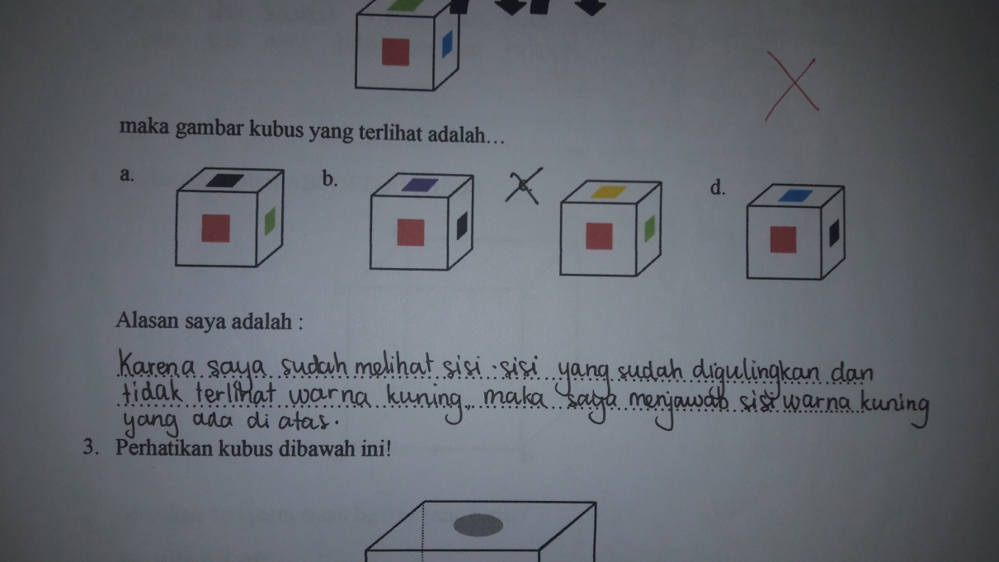 maka gambar kubus yang terlihat adalah…
a. b. c. d.
Alasan saya adalah :
Karena saya sudah melihat sisi-sisi yang sudah digulingkan dan
tidak terlihat warna kuning, maka saya menjawab sisi warna kuning
yang ada di atas.
3. Perhatikan kubus dibawah ini!